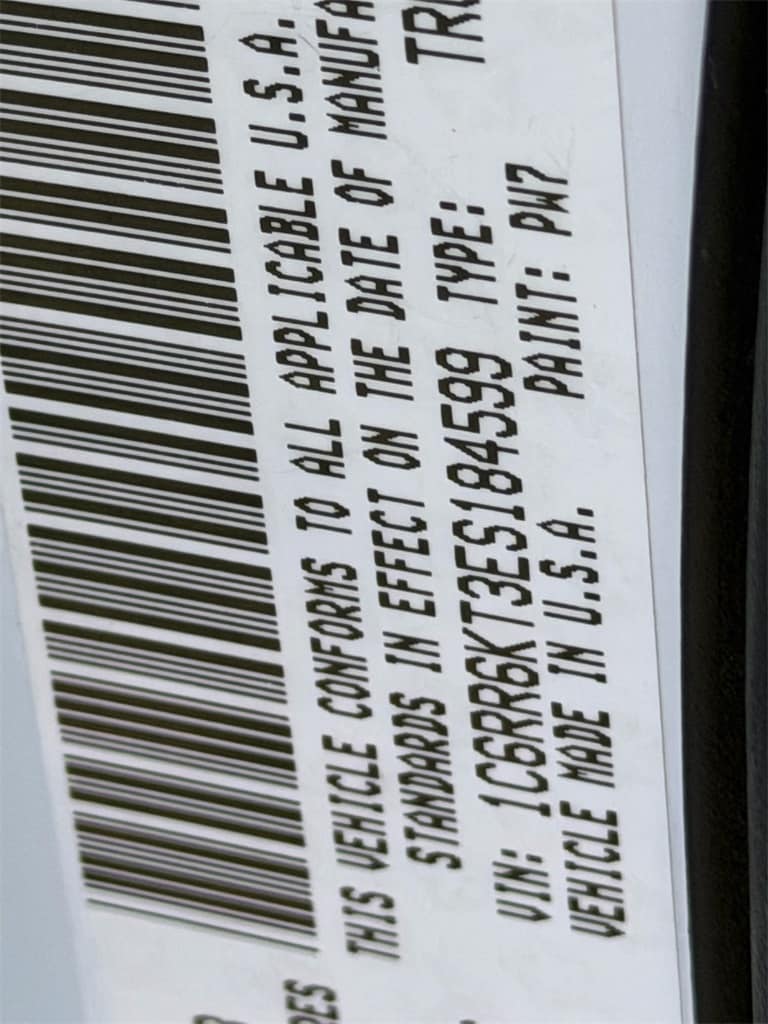 THIS VEHICLE CONFORMS TO ALL APPLICABLE U.S.A.
STANDARDS IN EFFECT ON THE DATE OF MANUFA
VIN: 1C6RR6KT3ES184599 TYPE: TRU
VEHICLE MADE IN U.S.A. PAINT: PW7